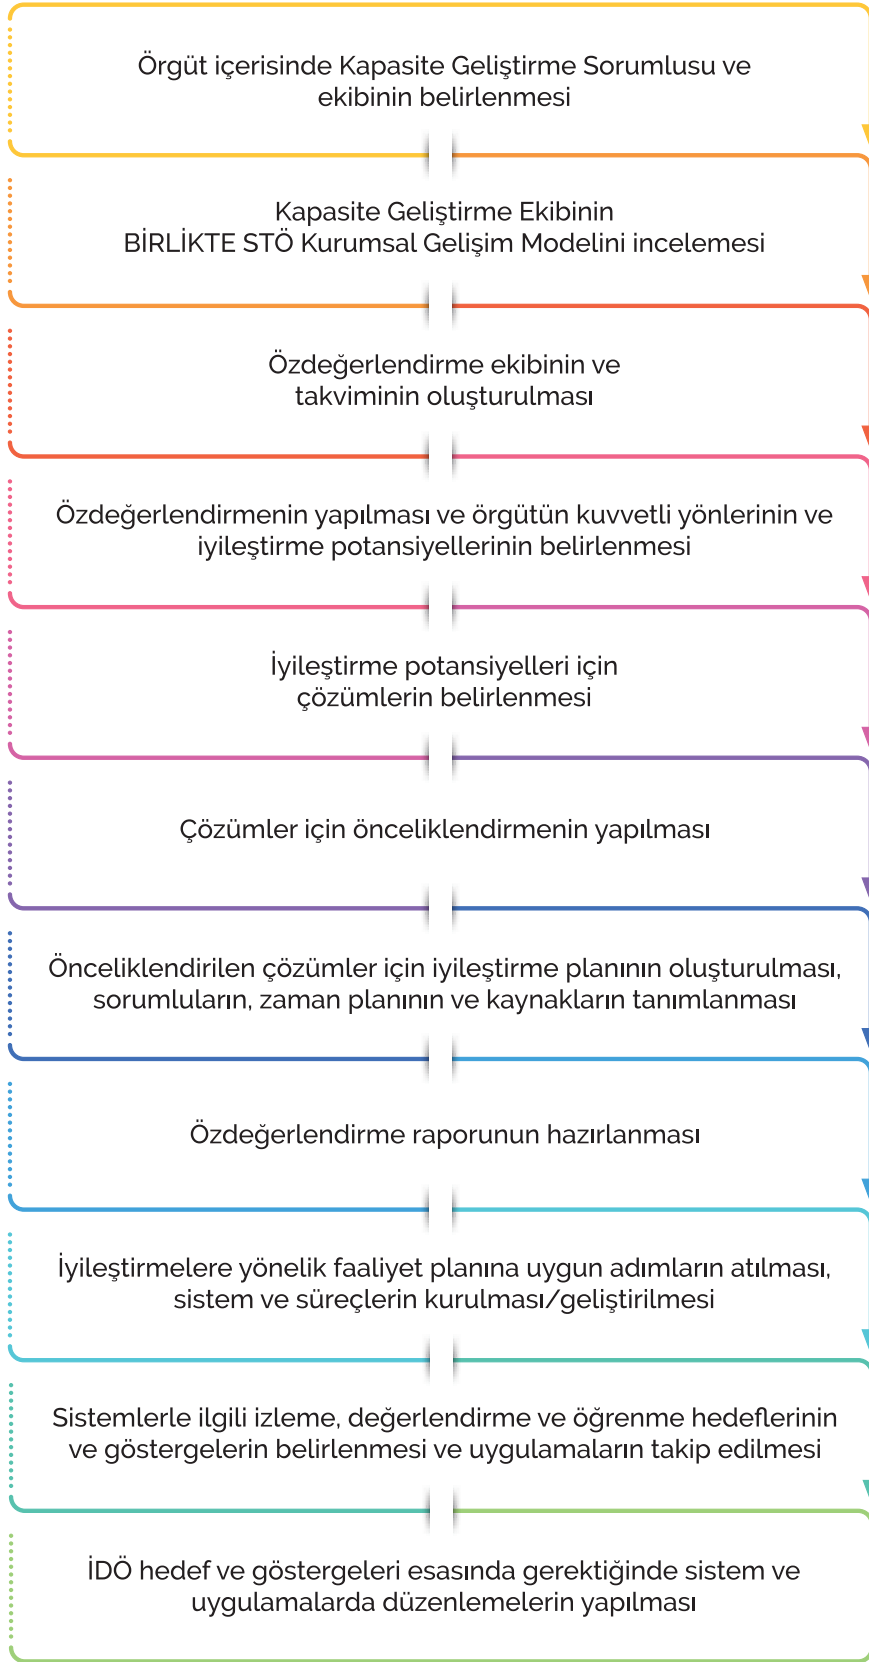 Örgüt içerisinde Kapasite Geliştirme Sorumlusu ve
ekibinin belirlenmesi
Kapasite Geliştirme Ekibinin
BİRLİKTE STÖ Kurumsal Gelişim Modelini incelemesi
Özdeğerlendirme ekibinin ve
takviminin oluşturulması
Özdeğerlendirmenin yapılması ve örgütün kuvvetli yönlerinin ve
iyileştirme potansiyellerinin belirlenmesi
İyileştirme potansiyelleri için
çözümlerin belirlenmesi
Çözümler için önceliklendirmenin yapılması
Önceliklendirilen çözümler için iyileştirme planının oluşturulması,
sorumluların, zaman planının ve kaynakların tanımlanması
Özdeğerlendirme raporunun hazırlanması
İyileştirmelere yönelik faaliyet planına uygun adımların atılması,
sistem ve süreçlerin kurulması/geliştirilmesi
Sistemlerle ilgili izleme, değerlendirme ve öğrenme hedeflerinin
ve göstergelerin belirlenmesi ve uygulamaların takip edilmesi
İDÖ hedef ve göstergeleri esasında gerektiğinde sistem ve
uygulamalarda düzenlemelerin yapılması